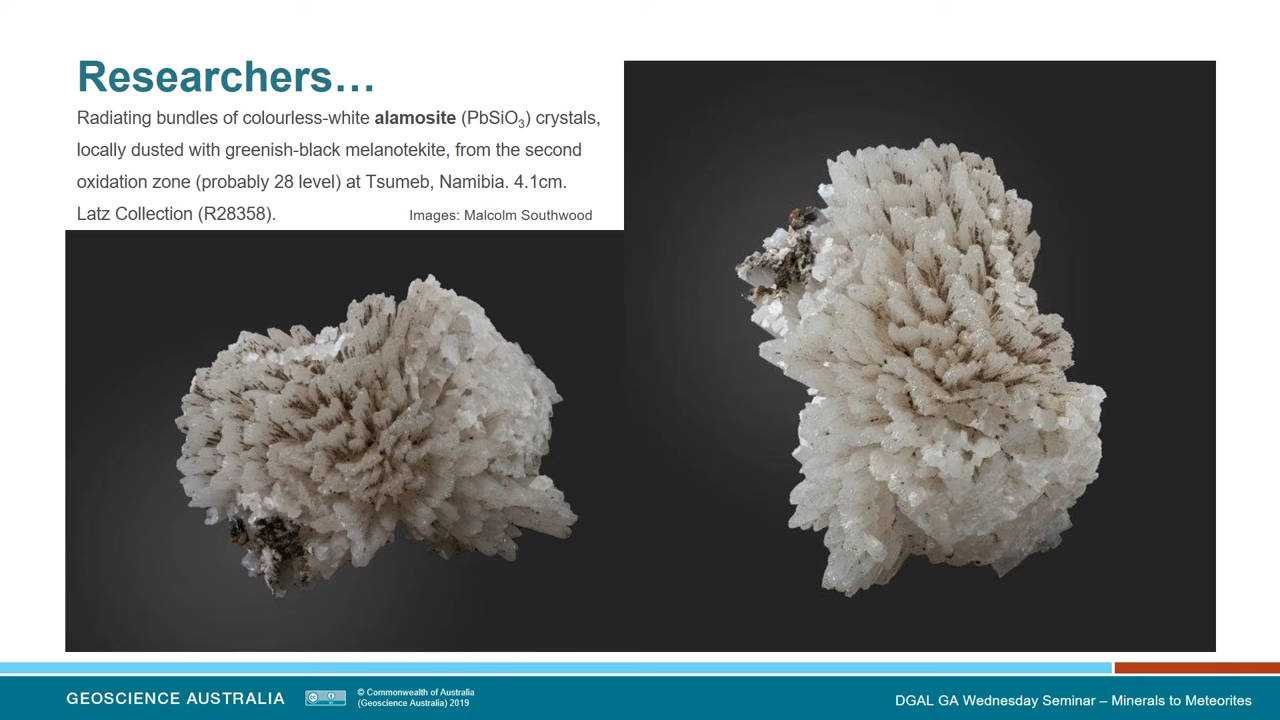 Researchers…
Radiating bundles of colourless-white alamosite (PbSiO₃) crystals,
locally dusted with greenish-black melanotekite, from the second
oxidation zone (probably 28 level) at Tsumeb, Namibia. 4.1cm.
Latz Collection (R28358).
Images: Malcolm Southwood
GEOSCIENCE AUSTRALIA
© Commonwealth of Australia
(Geoscience Australia) 2019
DGAL GA Wednesday Seminar – Minerals to Meteorites